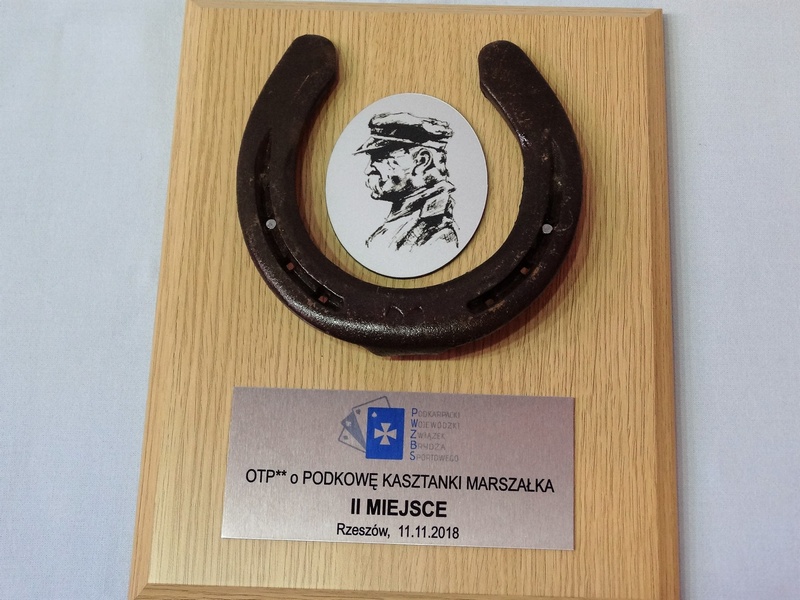 PODKARPACKI
WOJEWÓDZKI
ZWIĄZEK
BRYDŻA
SPORTOWEGO
OTP** o PODKOWĘ KASZTANKI MARSZAŁKA
II MIEJSCE
Rzeszów, 11.11.2018